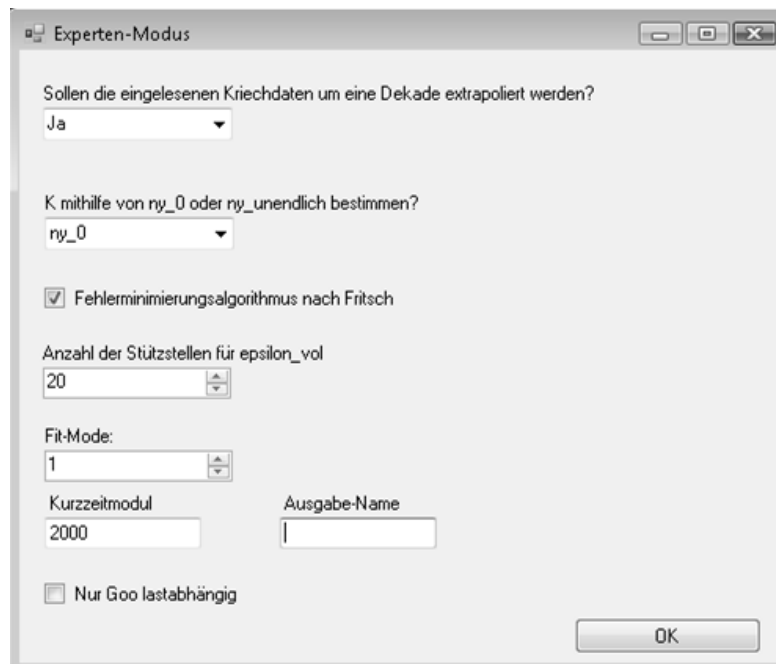 Experten-Modus
Sollen die eingelesenen Kriechdaten um eine Dekade extrapoliert werden?
Ja
K mithilfe von ny_0 oder ny_unendlich bestimmen?
ny_0
Fehlerminimierungsalgorithmus nach Fritsch
Anzahl der Stützstellen für epsilon_vol
20
Fit-Mode:
1
Kurzzeitmodul Ausgabe-Name
2000
Nur Goo lastabhängig
OK